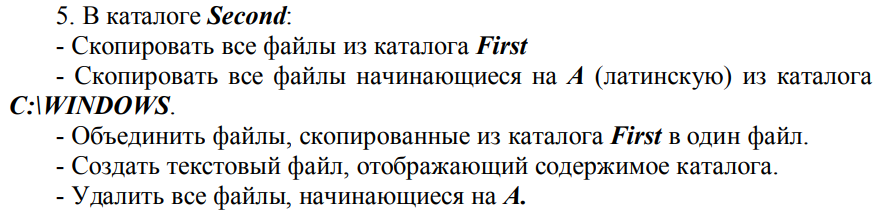 5. В каталоге Second:
- Скопировать все файлы из каталога First
- Скопировать все файлы начинающиеся на A (латинскую) из каталога
C:\WINDOWS.
- Объединить файлы, скопированные из каталога First в один файл.
- Создать текстовый файл, отображающий содержимое каталога.
- Удалить все файлы, начинающиеся на A.